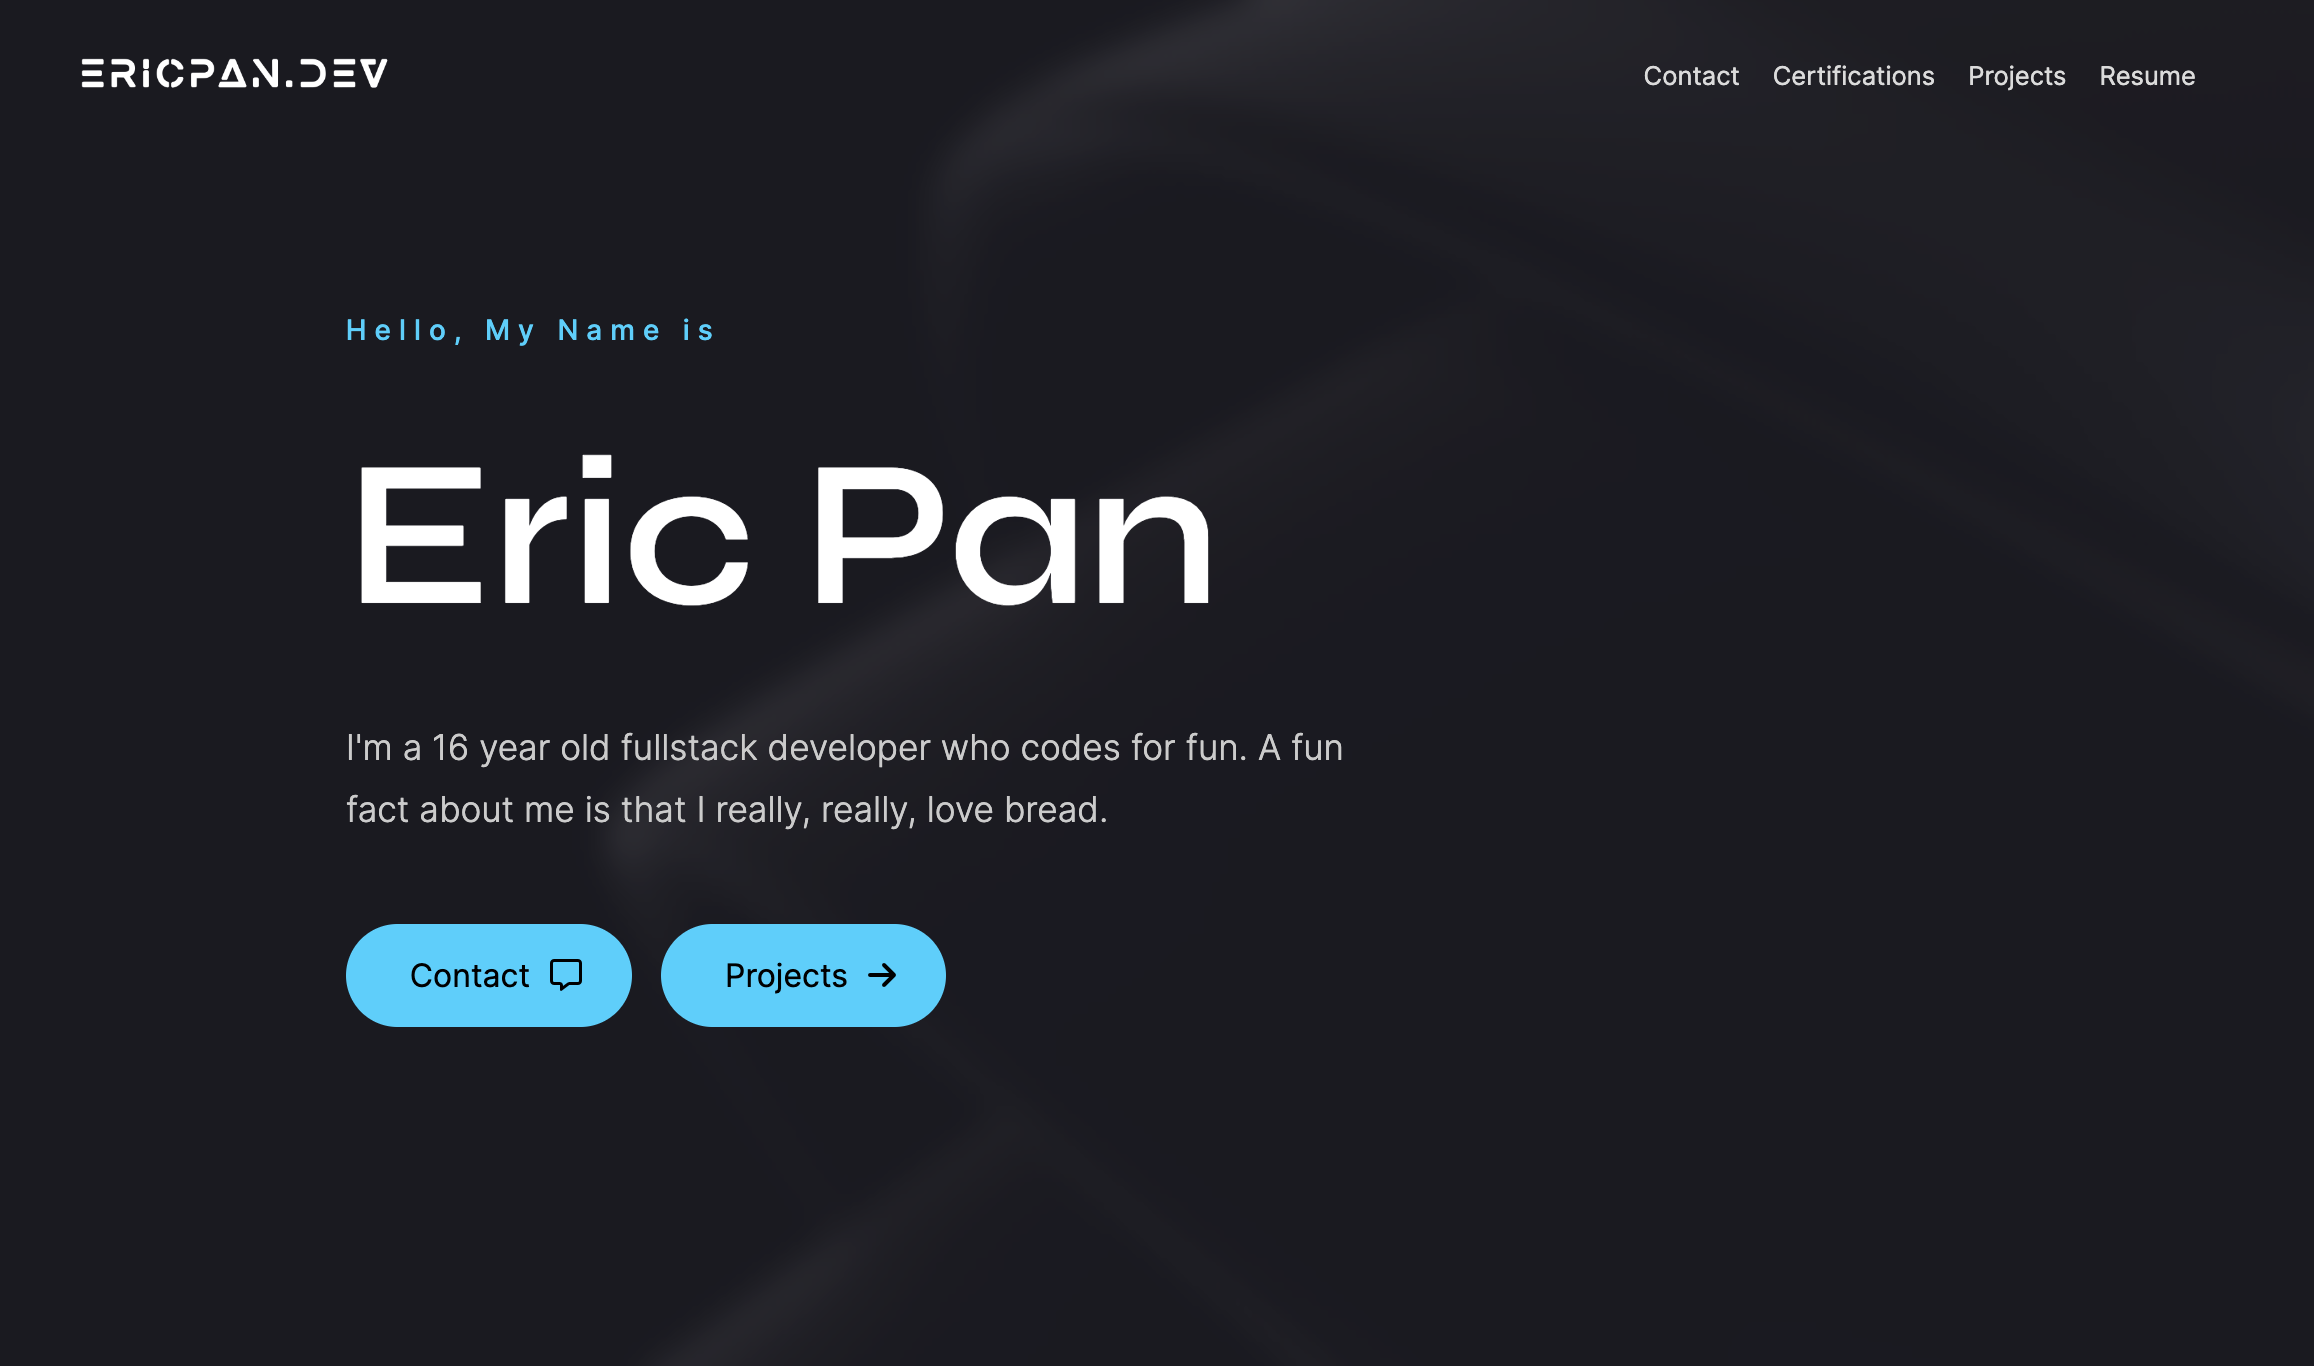 ERICPAN.DEV
Contact Certifications Projects Resume
Hello, My Name is
Eric Pan
I'm a 16 year old fullstack developer who codes for fun. A fun
fact about me is that I really, really, love bread.
Contact Projects